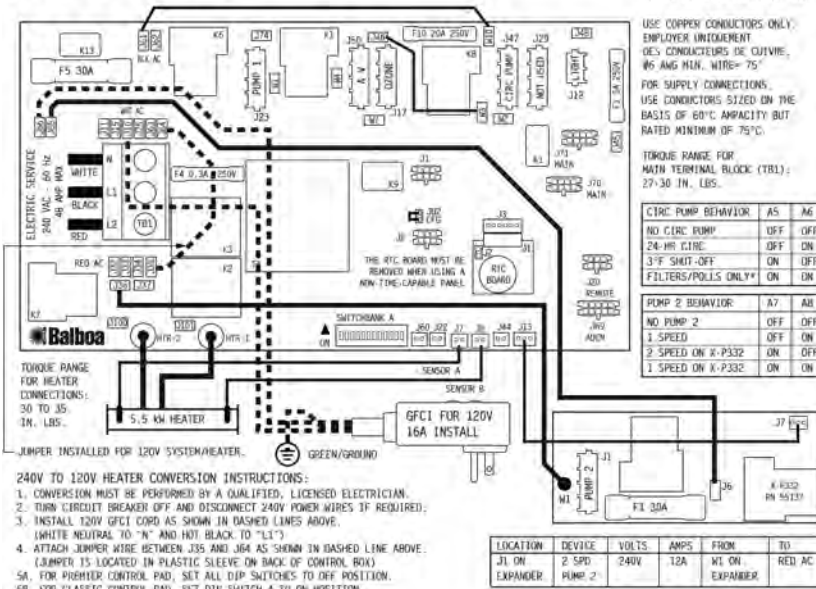 USE COPPER CONDUCTORS ONLY.
EMPLOYER UNIQUEMENT
DES CONDUCTEURS DE CUIVRE,
#6 AWG MIN. WIRE= 75°
FOR SUPPLY CONNECTIONS,
USE CONDUCTORS SIZED ON THE
BASIS OF 60°C AMPACITY BUT
RATED MINIMUM OF 75°C.
TORQUE RANGE FOR
MAIN TERMINAL BLOCK (TB1):
27-30 IN. LBS.
K13
F5 30A
BLK AC
K6
J74
PUMP 1
J23
K3
J50
A V
J46
OZONE
J17
F10 20A 250V
K8
J47
CIRC PUMP
J29
NOT USED
J48
LIGHT
J12
WHT AC
ELECTRIC SERVICE
240 VAC - 60 Hz
48 AMP MAX
WHITE
BLACK
RED
N
L1
L2
TB1
F4 0.3A 250V
K9
J1
J71
MAIN
J70
MAIN
THE RTC BOARD MUST BE
REMOVED WHEN USING A
NON-TIME-CAPABLE PANEL
RTC
BOARD
J20
REMOTE
RED AC
K3
K2
K7
Balboa
J100
HTR-2
J101
HTR-1
ON
SWITCHBANK A
J60 J22 J7 J8 J44 J13
SENSOR A
SENSOR B
TORQUE RANGE
FOR HEATER
CONNECTIONS:
30 TO 35
IN. LBS.
5.5 kW HEATER
GFCI FOR 120V
16A INSTALL
GREEN/GROUND
JUMPER INSTALLED FOR 120V SYSTEM/HEATER.
CIRC PUMP BEHAVIOR A5 A6
NO CIRC PUMP OFF OFF
24-HR CIRC OFF ON
3°F SHUT-OFF ON OFF
FILTERS/POLLS ONLY* ON ON
PUMP 2 BEHAVIOR A7 A8
NO PUMP 2 OFF OFF
1 SPEED OFF ON
2 SPEED ON X-P332 ON OFF
1 SPEED ON X-P332 ON ON
W1
J1
PUMP 2
F1 30A
J6
J7
X-P332
PN 55137
240V TO 120V HEATER CONVERSION INSTRUCTIONS:
1. CONVERSION MUST BE PERFORMED BY A QUALIFIED, LICENSED ELECTRICIAN.
2. TURN CIRCUIT BREAKER OFF AND DISCONNECT 240V POWER WIRES IF REQUIRED.
3. INSTALL 120V GFCI CORD AS SHOWN IN DASHED LINES ABOVE.
(WHITE NEUTRAL TO "N" AND HOT BLACK TO "L1")
4. ATTACH JUMPER WIRE BETWEEN J35 AND J64 AS SHOWN IN DASHED LINE ABOVE.
(JUMPER IS LOCATED IN PLASTIC SLEEVE ON BACK OF CONTROL BOX)
5A. FOR PREMIER CONTROL PAD, SET ALL DIP SWITCHES TO OFF POSITION.
LOCATION DEVICE VOLTS AMPS FROM TO
J1 ON EXPANDER 2 SPD PUMP 2 240V 12A W1 ON EXPANDER RED AC